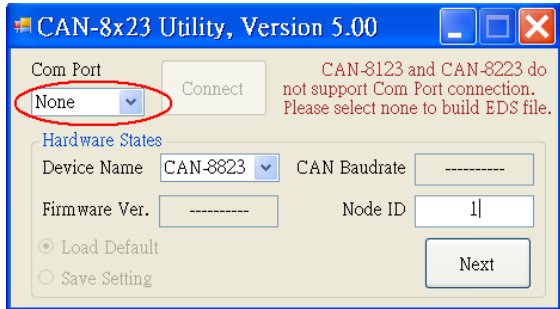 CAN-8x23 Utility, Version 5.00
Com Port
None
Connect
CAN-8123 and CAN-8223 do
not support Com Port connection.
Please select none to build EDS file.
Hardware States
Device Name CAN-8823 CAN Baudrate ----------
Firmware Ver. ---------- Node ID 1
Load Default
Save Setting
Next